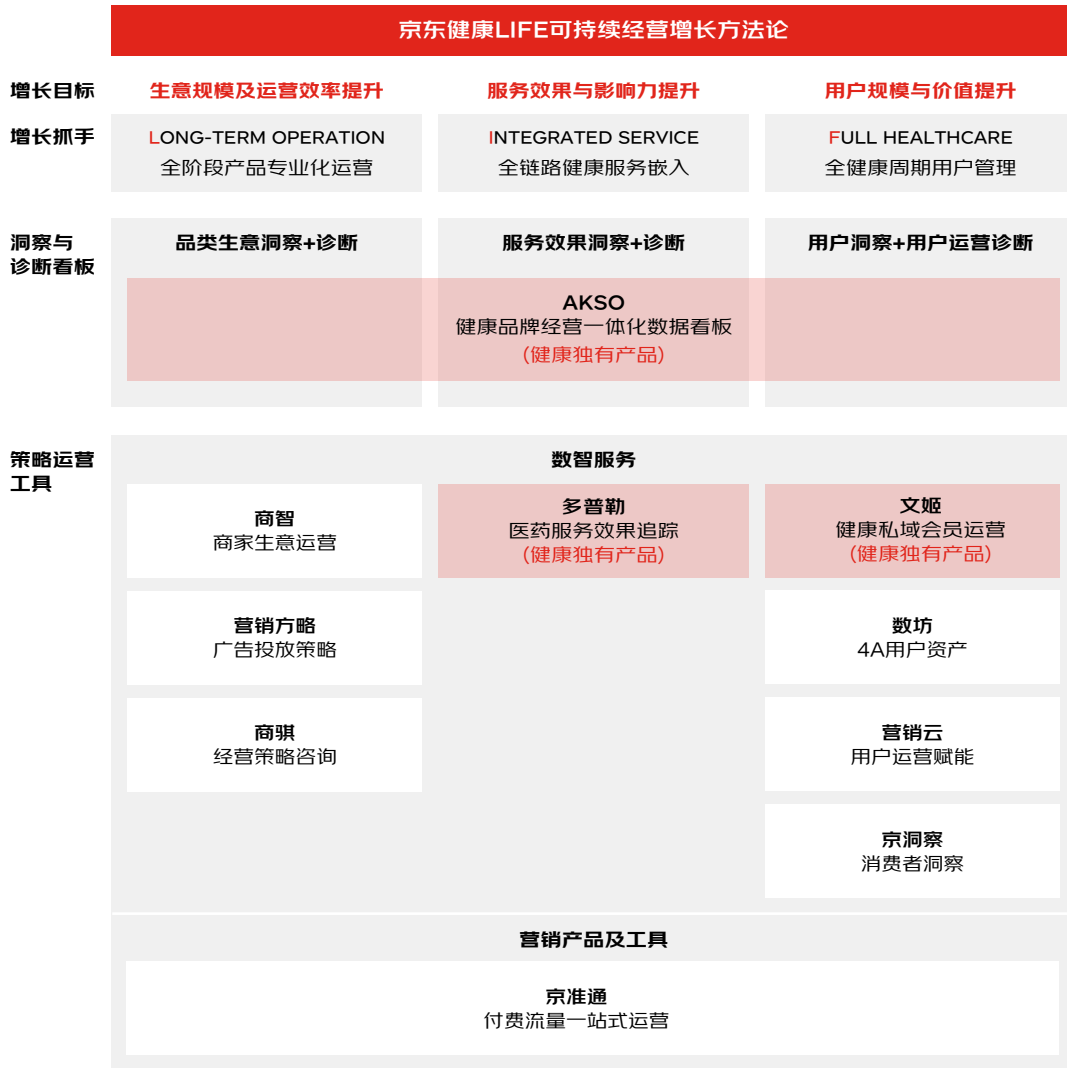 京东健康LIFE可持续经营增长方法论
增长目标
生意规模及运营效率提升
服务效果与影响力提升
用户规模与价值提升
增长抓手
LONG-TERM OPERATION
全阶段产品专业化运营
INTEGRATED SERVICE
全链路健康服务嵌入
FULL HEALTHCARE
全健康周期用户管理
洞察与
诊断看板
品类生意洞察+诊断
服务效果洞察+诊断
用户洞察+用户运营诊断
AKSO
健康品牌经营一体化数据看板
(健康独有产品)
策略运营
工具
数智服务
商智
商家生意运营
多普勒
医药服务效果追踪
(健康独有产品)
文姬
健康私域会员运营
(健康独有产品)
营销方略
广告投放策略
数坊
4A用户资产
商骐
经营策略咨询
营销云
用户运营赋能
京洞察
消费者洞察
营销产品及工具
京准通
付费流量一站式运营